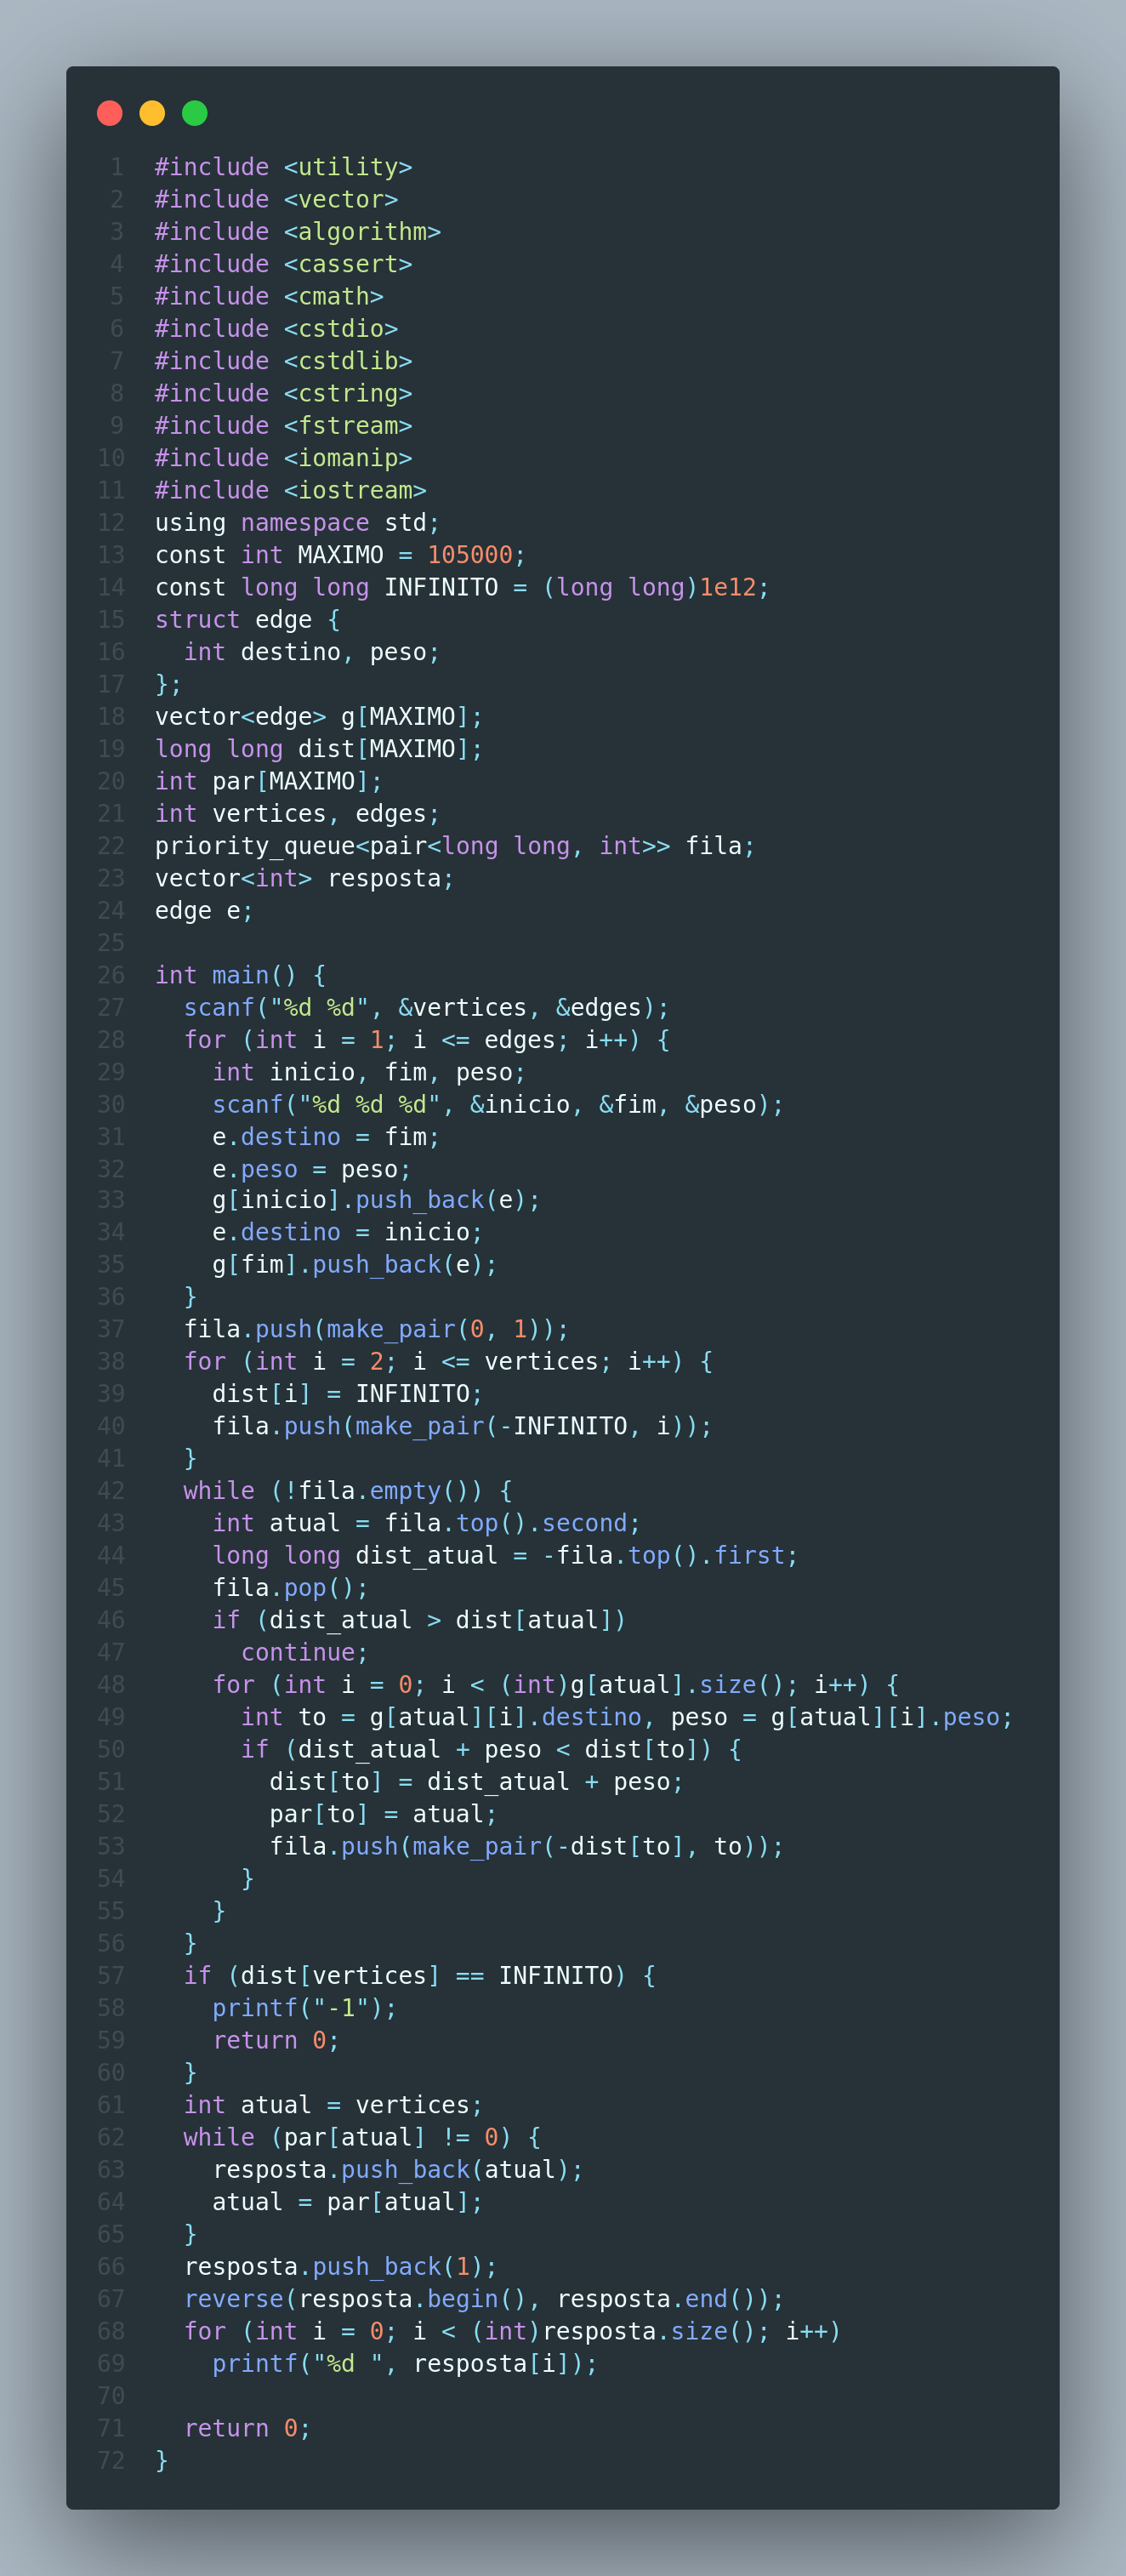 1 #include <utility>
2 #include <vector>
3 #include <algorithm>
4 #include <cassert>
5 #include <cmath>
6 #include <cstdio>
7 #include <cstdlib>
8 #include <cstring>
9 #include <fstream>
10 #include <iomanip>
11 #include <iostream>
12 using namespace std;
13 const int MAXIMO = 105000;
14 const long long INFINITO = (long long)1e12;
15 struct edge {
16   int destino, peso;
17 };
18 vector<edge> g[MAXIMO];
19 long long dist[MAXIMO];
20 int par[MAXIMO];
21 int vertices, edges;
22 priority_queue<pair<long long, int>> fila;
23 vector<int> resposta;
24 edge e;
25
26 int main() {
27   scanf("%d %d", &vertices, &edges);
28   for (int i = 1; i <= edges; i++) {
29     int inicio, fim, peso;
30     scanf("%d %d %d", &inicio, &fim, &peso);
31     e.destino = fim;
32     e.peso = peso;
33     g[inicio].push_back(e);
34     e.destino = inicio;
35     g[fim].push_back(e);
36   }
37   fila.push(make_pair(0, 1));
38   for (int i = 2; i <= vertices; i++) {
39     dist[i] = INFINITO;
40     fila.push(make_pair(-INFINITO, i));
41   }
42   while (!fila.empty()) {
43     int atual = fila.top().second;
44     long long dist_atual = -fila.top().first;
45     fila.pop();
46     if (dist_atual > dist[atual])
47       continue;
48     for (int i = 0; i < (int)g[atual].size(); i++) {
49       int to = g[atual][i].destino, peso = g[atual][i].peso;
50       if (dist_atual + peso < dist[to]) {
51         dist[to] = dist_atual + peso;
52         par[to] = atual;
53         fila.push(make_pair(-dist[to], to));
54       }
55     }
56   }
57   if (dist[vertices] == INFINITO) {
58     printf("-1");
59     return 0;
60   }
61   int atual = vertices;
62   while (par[atual] != 0) {
63     resposta.push_back(atual);
64     atual = par[atual];
65   }
66   resposta.push_back(1);
67   reverse(resposta.begin(), resposta.end());
68   for (int i = 0; i < (int)resposta.size(); i++)
69     printf("%d ", resposta[i]);
70
71   return 0;
72 }